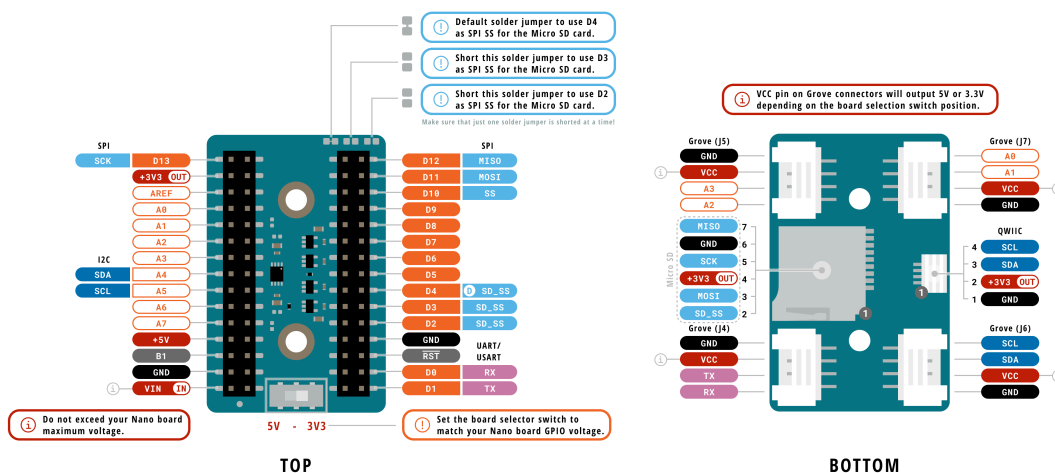 Default solder jumper to use D4
as SPI SS for the Micro SD card.
Short this solder jumper to use D3
as SPI SS for the Micro SD card.
Short this solder jumper to use D2
as SPI SS for the Micro SD card.
Make sure that just one solder jumper is shorted at a time!
SPI
SCK D13
+3V3 OUT
AREF
A0
A1
A2
A3
I2C
SDA A4
SCL A5
A6
A7
+5V
B1
GND
VIN IN
Do not exceed your Nano board
maximum voltage.
SPI
D12 MISO
D11 MOSI
D10 SS
D9
D8
D7
D6
D5
D4 D SD_SS
D3 SD_SS
D2 SD_SS
GND
UART/
USART
RST
D0 RX
D1 TX
5V - 3V3
Set the board selector switch to
match your Nano board GPIO voltage.
TOP
VCC pin on Grove connectors will output 5V or 3.3V
depending on the board selection switch position.
Grove (J5)
GND
VCC
A3
A2
Micro SD
MISO 7
GND 6
SCK 5
+3V3 OUT 4
MOSI 3
SD_SS 2
1
Grove (J4)
GND
VCC
TX
RX
Grove (J7)
A0
A1
VCC
GND
QWIIC
4 SCL
3 SDA
2 +3V3 OUT
1 GND
1
Grove (J6)
SCL
SDA
VCC
GND
BOTTOM